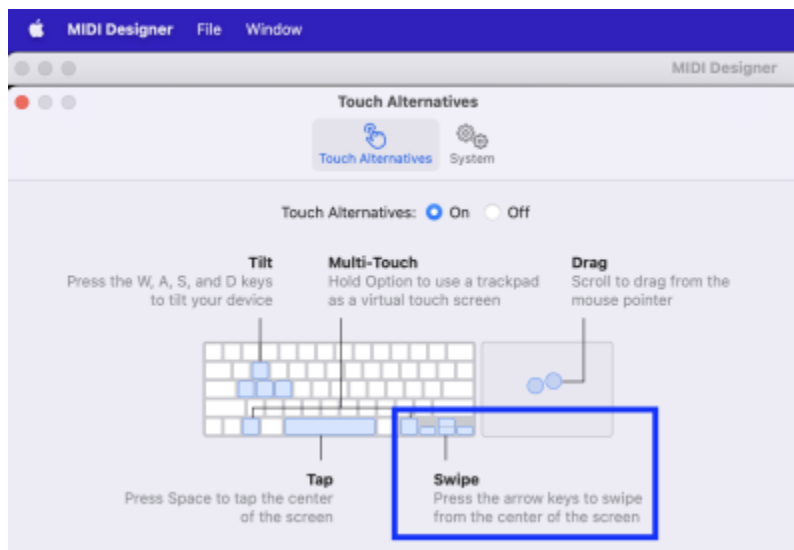 MIDI Designer File Window
MIDI Designer
Touch Alternatives
Touch Alternatives System
Touch Alternatives: On Off
Tilt
Press the W, A, S, and D keys
to tilt your device
Multi-Touch
Hold Option to use a trackpad
as a virtual touch screen
Drag
Scroll to drag from the
mouse pointer
Tap
Press Space to tap the center
of the screen
Swipe
Press the arrow keys to swipe
from the center of the screen